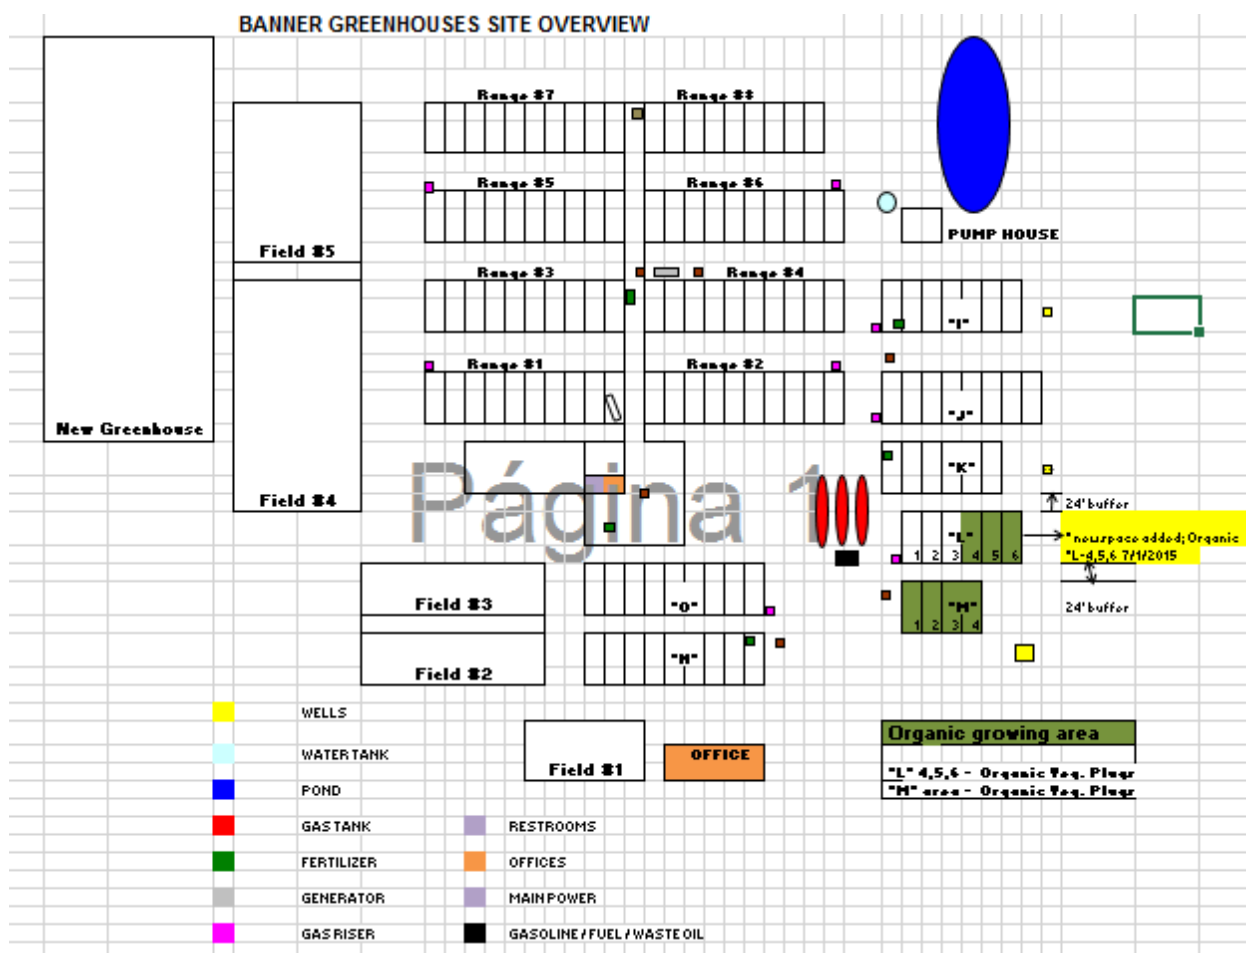 BANNER GREENHOUSES SITE OVERVIEW
Range #7
Range #8
Range #5
Range #6
PUMP HOUSE
Field #5
Range #3
Range #4
"I"
Range #1
Range #2
"J"
New Greenhouse
"K"
Field #4
Página 1
24' buffer
"L"
* new space added; Organic
1 2 3 4 5 6
"L-4,5,6 7/1/2015
Field #3
"O"
"M"
24' buffer
1 2 3 4
"N"
Field #2
WELLS
WATER TANK
OFFICE
Organic growing area
Field #1
"L" 4,5,6 - Organic Veg. Plugs
"M" area - Organic Veg. Plugs
POND
GAS TANK
RESTROOMS
FERTILIZER
OFFICES
GENERATOR
MAIN POWER
GAS RISER
GASOLINE / FUEL / WASTE OIL